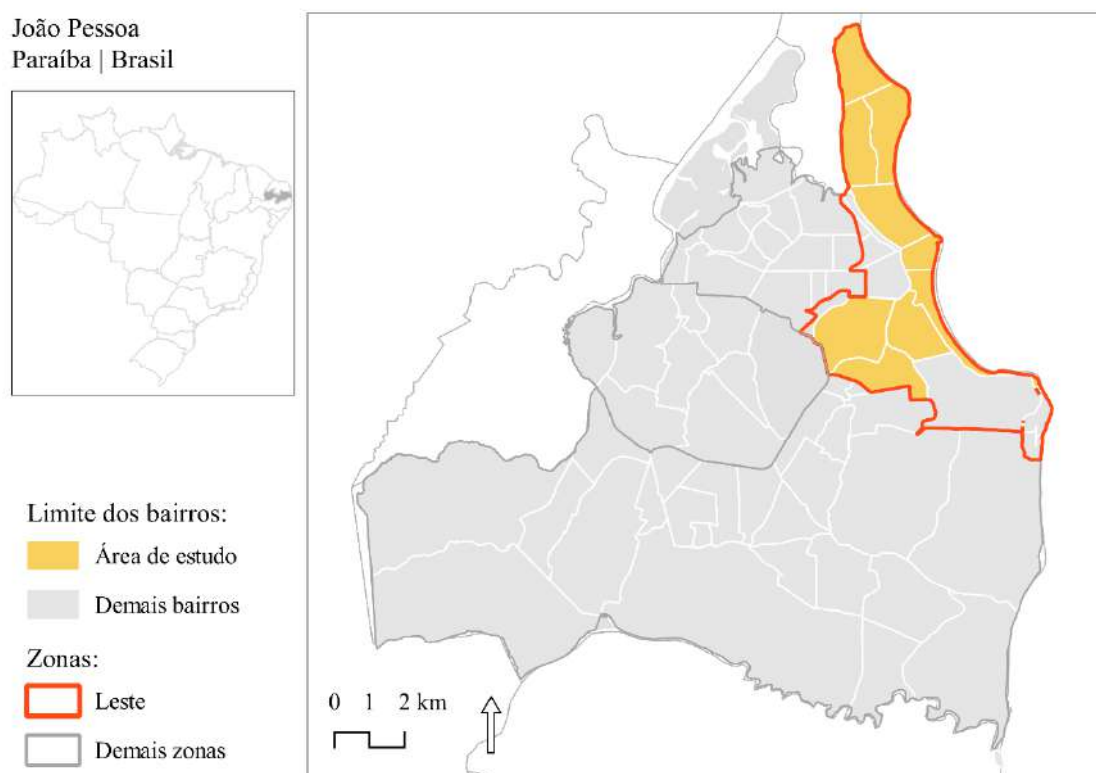 João Pessoa
Paraíba | Brasil
Limite dos bairros:
Área de estudo
Demais bairros
Zonas:
Leste
Demais zonas
0 1 2 km